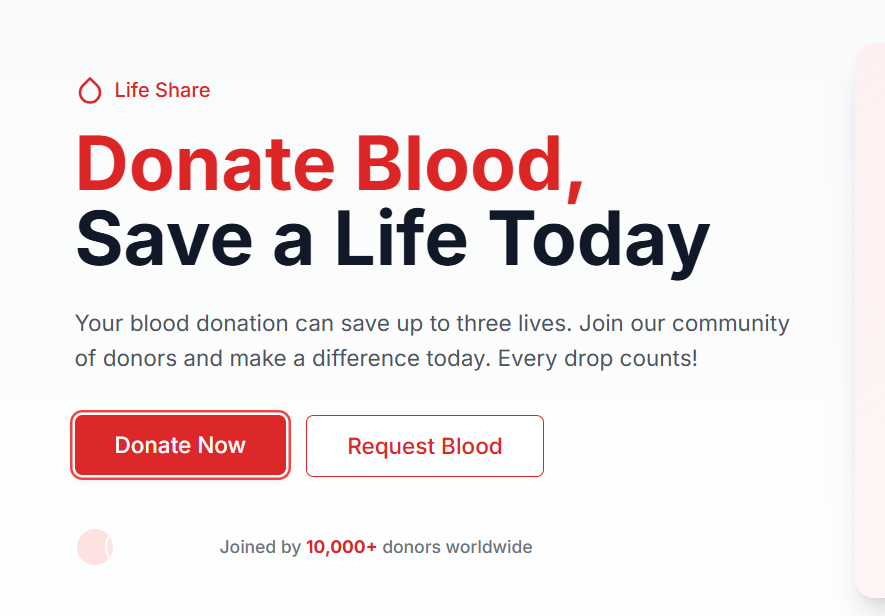 Life Share
Donate Blood,
Save a Life Today
Your blood donation can save up to three lives. Join our community
of donors and make a difference today. Every drop counts!
Donate Now
Request Blood
Joined by 10,000+ donors worldwide